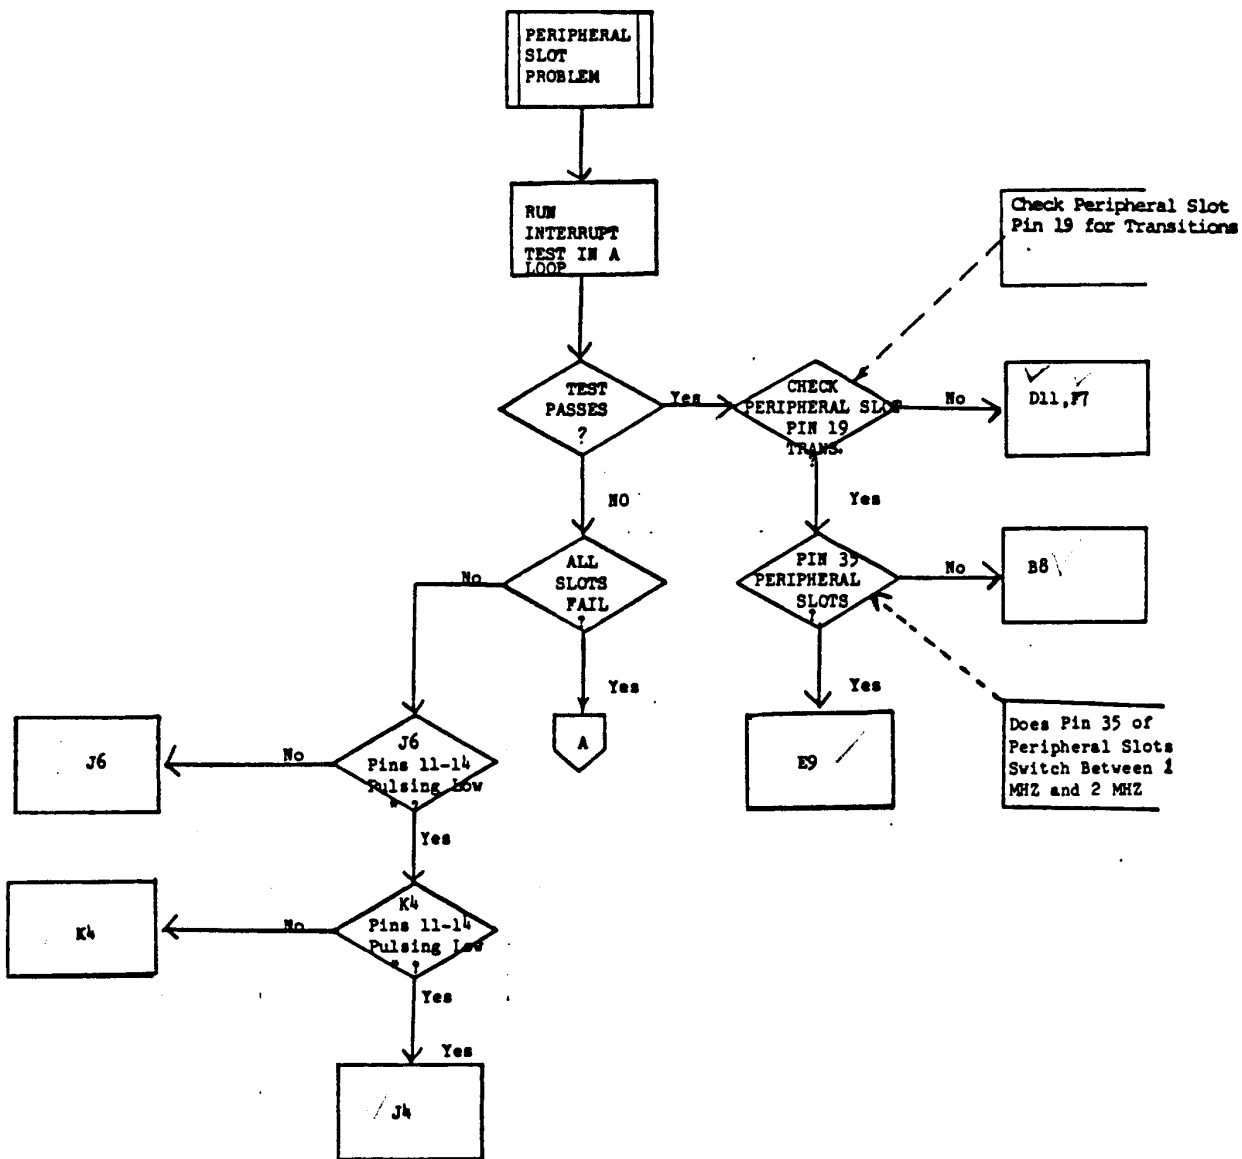 PERIPHERAL
SLOT
PROBLEM
RUN
INTERRUPT
TEST IN A
LOOP
Check Peripheral Slot
Pin 19 for Transitions
TEST
PASSES
?
Yes
CHECK
PERIPHERAL SLOT
PIN 19
TRANS.
?
No
D11,F7
NO
Yes
ALL
SLOTS
FAIL
?
No
PIN 35
PERIPHERAL
SLOTS
?
No
B8
Yes
A
Yes
E9
Does Pin 35 of
Peripheral Slots
Switch Between 1
MHZ and 2 MHZ
J6
Pins 11-14
Pulsing Low
" ?
No
J6
Yes
K4
Pins 11-14
Pulsing Low
" ?
No
K4
Yes
Yes
J4